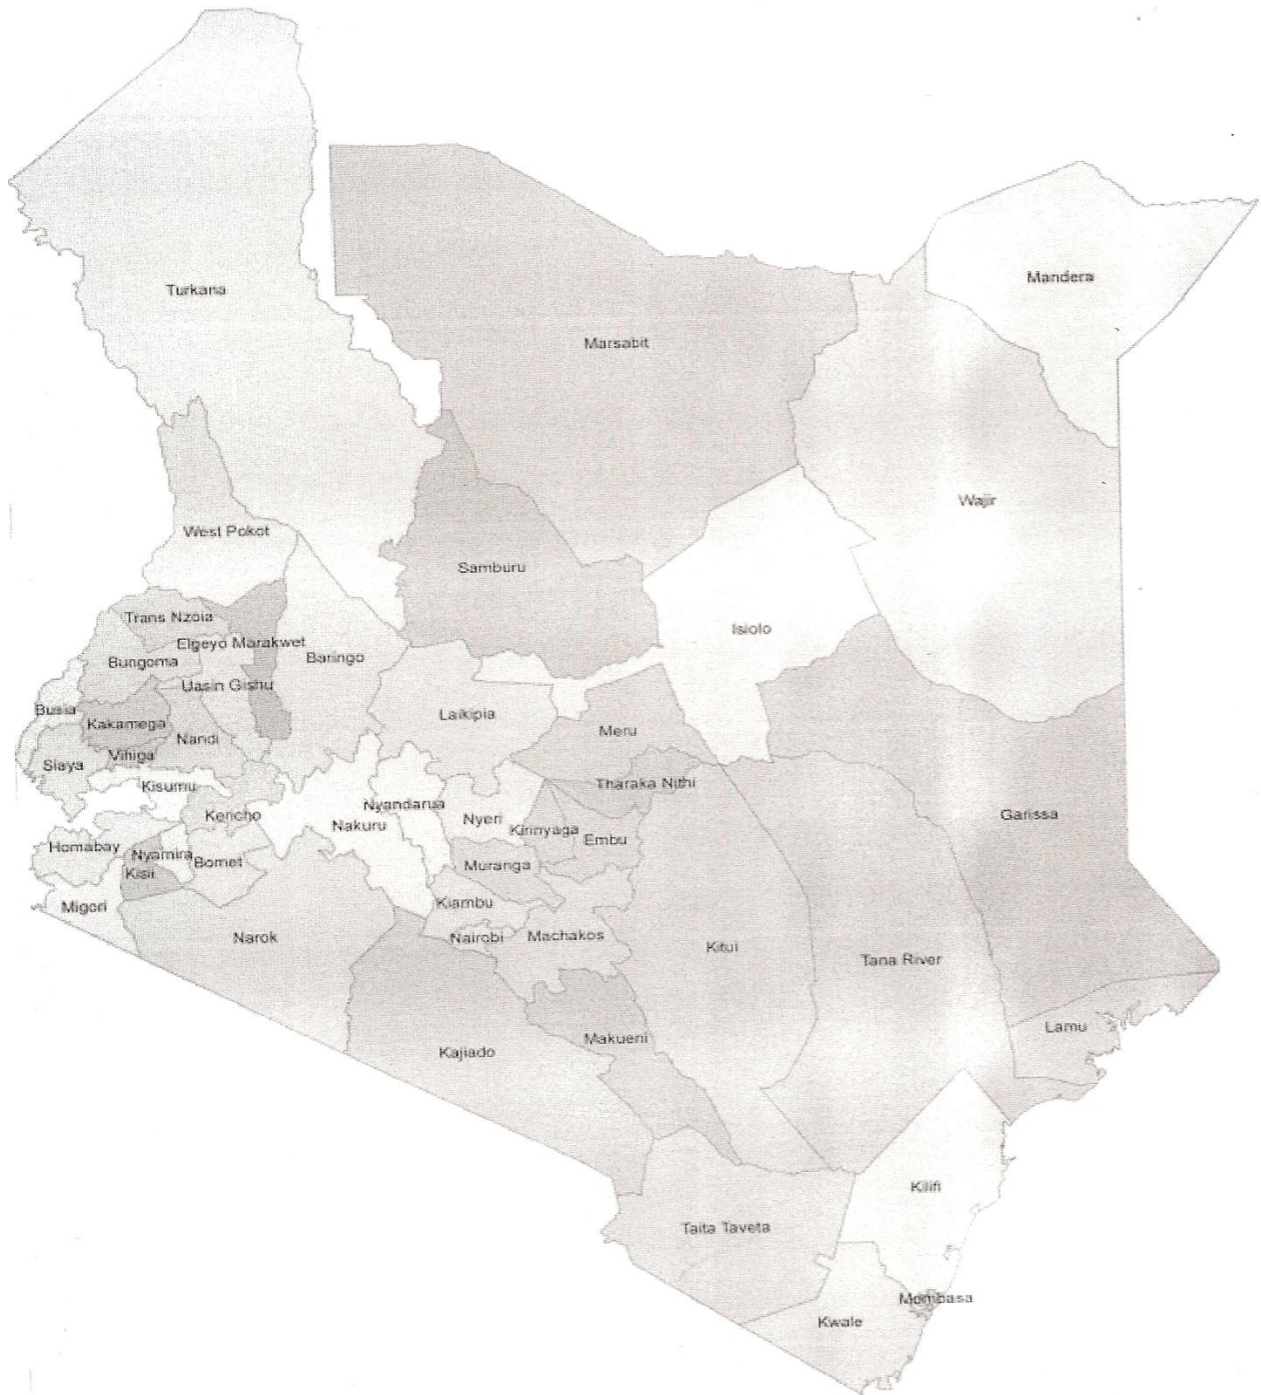 Mandera
Turkana
Marsabit
Wajir
West Pokot
Samburu
Trans Nzoia
Isiolo
Elgeyo Marakwet
Baringo
Bungoma
Uasin Gishu
Busia
Laikipia
Kakamega
Meru
Nandi
Vihiga
Siaya
Tharaka Nithi
Kisumu
Nyandarua
Kericho
Garissa
Nyeri
Nakuru
Kirinyaga
Embu
Homabay
Nyamira
Bomet
Muranga
Kisii
Kiambu
Migori
Narok
Nairobi
Machakos
Kitui
Tana River
Lamu
Makueni
Kajiado
Kilifi
Taita Taveta
Mombasa
Kwale